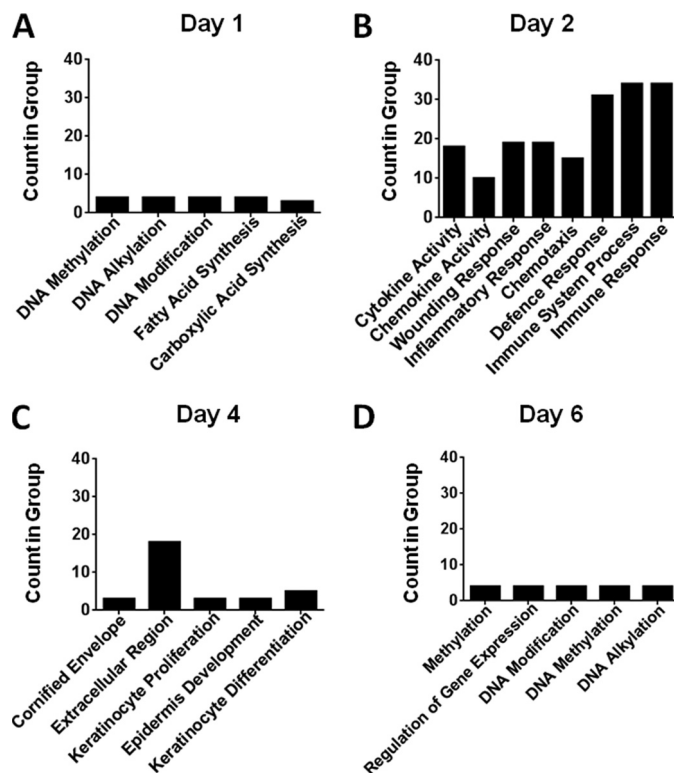 A
Day 1
Count in Group
40
30
20
10
0
DNA Methylation
DNA Alkylation
DNA Modification
Fatty Acid Synthesis
Carboxylic Acid Synthesis
B
Day 2
Count in Group
40
30
20
10
0
Cytokine Activity
Chemokine Activity
Wounding Response
Inflammatory Response
Chemotaxis
Defence Response
Immune System Process
Immune Response
C
Day 4
Count in Group
40
30
20
10
0
Cornified Envelope
Extracellular Region
Keratinocyte Proliferation
Epidermis Development
Keratinocyte Differentiation
D
Day 6
Count in Group
40
30
20
10
0
Methylation
Regulation of Gene Expression
DNA Modification
DNA Methylation
DNA Alkylation